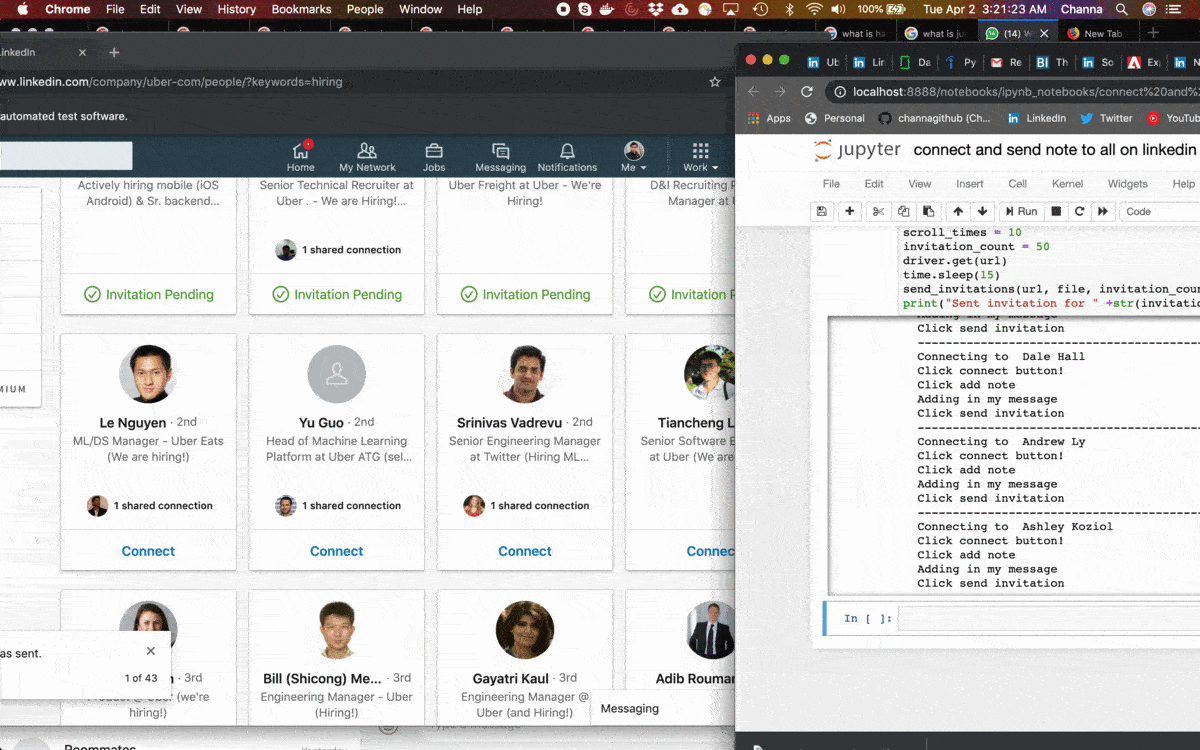 Chrome File Edit View History Bookmarks People Window Help 100% Tue Apr 2 3:21:23 AM Channa
LinkedIn
what is ha
what is ju
(14) W
New Tab
ww.linkedin.com/company/uber-com/people/?keywords=hiring
automated test software.
Home
My Network
Jobs
Messaging
Notifications
Me
Work
Actively hiring mobile (iOS
Android) & Sr. backend...
Senior Technical Recruiter at
Uber . - We are Hiring!...
1 shared connection
Uber Freight at Uber - We're
Hiring!
D&I Recruiting P
Manager at
Invitation Pending
Invitation Pending
Invitation Pending
Invitation
MIUM
Le Nguyen · 2nd
ML/DS Manager - Uber Eats
(We are hiring!)
1 shared connection
Connect
Yu Guo · 2nd
Head of Machine Learning
Platform at Uber ATG (sel...
1 shared connection
Connect
Srinivas Vadrevu · 2nd
Senior Engineering Manager
at Twitter (Hiring ML...
1 shared connection
Connect
Tiancheng L
Senior Software E
at Uber (We are
Connec
as sent.
1 of 43
· 3rd
(we're
hiring!)
Bill (Shicong) Me... · 3rd
Engineering Manager - Uber
(Hiring!)
Gayatri Kaul · 3rd
Engineering Manager @
Uber (and Hiring!)
Adib Rouman
Messaging
Roommates
Yesterday
Ub
Lir
Da
Py
Re
Th
So
Ex
N
localhost:8888/notebooks/ipynb_notebooks/connect%20and%
Apps
Personal
channagithub (Ch...
LinkedIn
Twitter
YouTub
jupyter connect and send note to all on linkedin
File Edit View Insert Cell Kernel Widgets Help
Run
Code
scroll_times = 10
invitation_count = 50
driver.get(url)
time.sleep(15)
send_invitations(url, file, invitation_cou
print("Sent invitation for " +str(invitatio
Adding in my message
Click send invitation
Connecting to Dale Hall
Click connect button!
Click add note
Adding in my message
Click send invitation
Connecting to Andrew Ly
Click connect button!
Click add note
Adding in my message
Click send invitation
Connecting to Ashley Koziol
Click connect button!
Click add note
Adding in my message
Click send invitation
In [ ]: